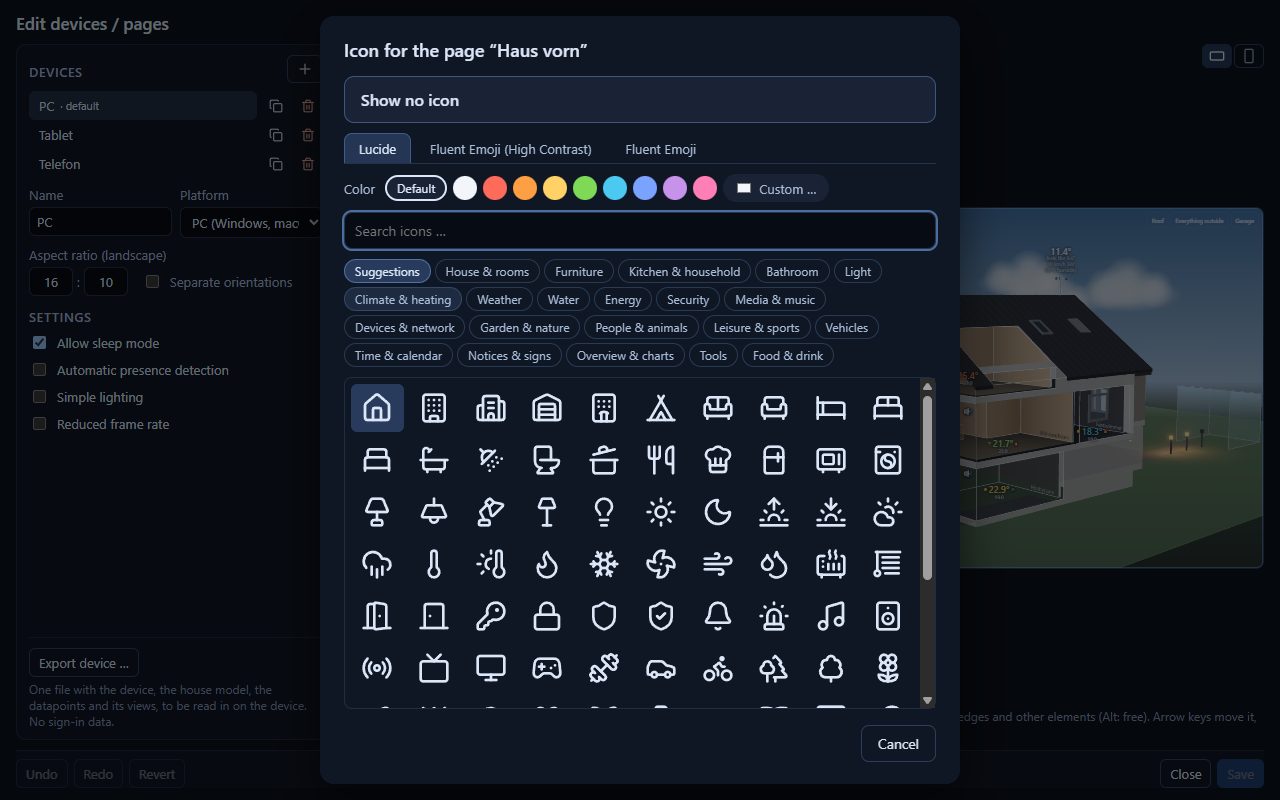 Edit devices / pages
DEVICES
PC · default
Tablet
Telefon
Name
Platform
PC
PC (Windows, mac
Aspect ratio (landscape)
16 : 10
Separate orientations
SETTINGS
Allow sleep mode
Automatic presence detection
Simple lighting
Reduced frame rate
Export device ...
One file with the device, the house model, the
datapoints and its views, to be read in on the device.
No sign-in data.
Undo
Redo
Revert
Icon for the page “Haus vorn”
Show no icon
Lucide
Fluent Emoji (High Contrast)
Fluent Emoji
Color
Default
Custom ...
Search icons ...
Suggestions
House & rooms
Furniture
Kitchen & household
Bathroom
Light
Climate & heating
Weather
Water
Energy
Security
Media & music
Devices & network
Garden & nature
People & animals
Leisure & sports
Vehicles
Time & calendar
Notices & signs
Overview & charts
Tools
Food & drink
Cancel
Roof
Everything outside
Garage
11.4°
21.7°
18.3°
22.9°
edges and other elements (Alt: free). Arrow keys move it,
Close
Save